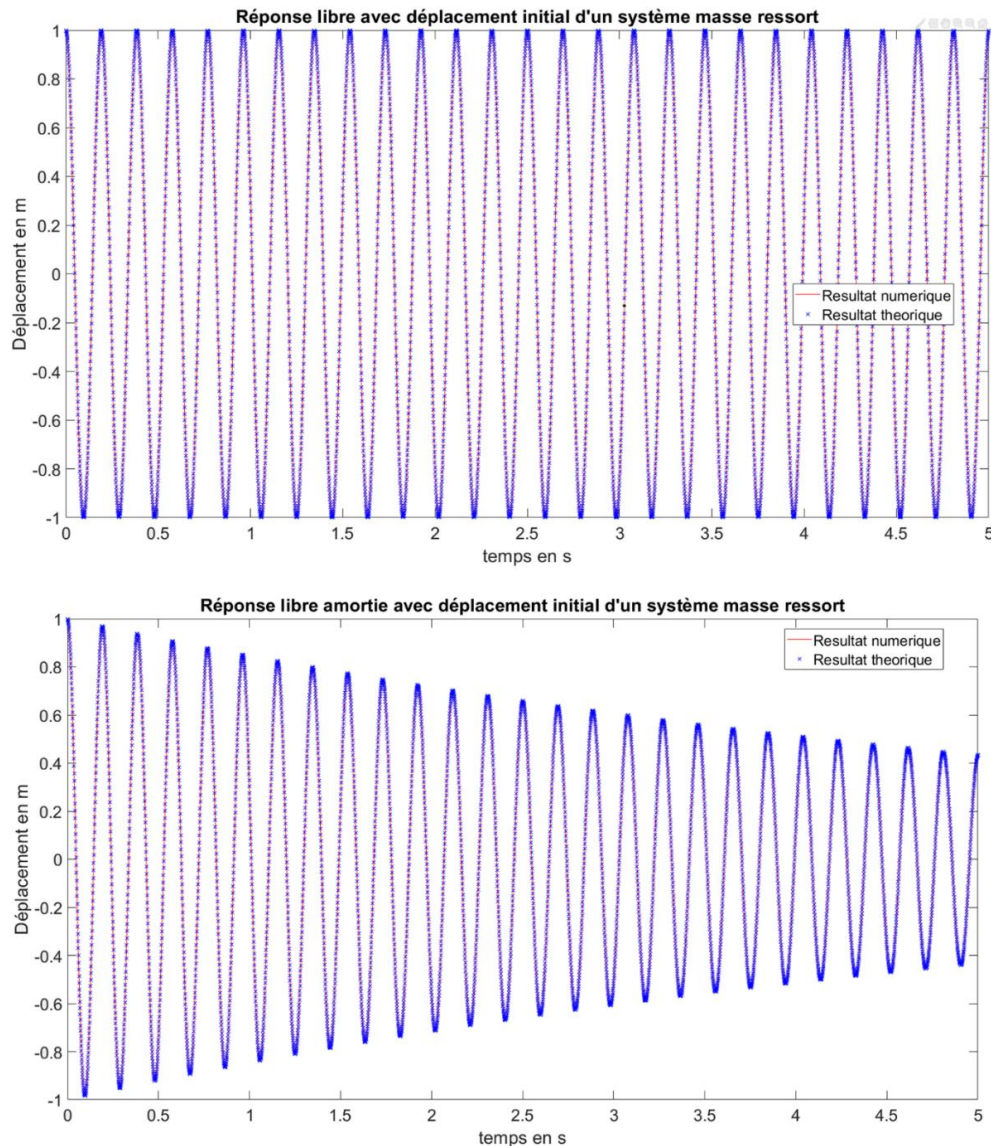 Réponse libre avec déplacement initial d'un système masse ressort
1
0.8
0.6
0.4
0.2
0
-0.2
-0.4
-0.6
-0.8
-1
Déplacement en m
Resultat numerique
Resultat theorique
0 0.5 1 1.5 2 2.5 3 3.5 4 4.5 5
temps en s
Réponse libre amortie avec déplacement initial d'un système masse ressort
1
0.8
0.6
0.4
0.2
0
-0.2
-0.4
-0.6
-0.8
-1
Déplacement en m
Resultat numerique
Resultat theorique
0 0.5 1 1.5 2 2.5 3 3.5 4 4.5 5
temps en s